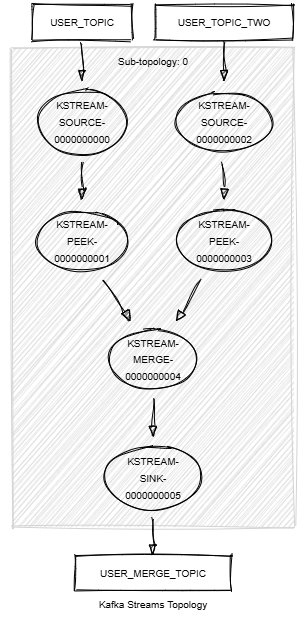 USER_TOPIC
USER_TOPIC_TWO
Sub-topology: 0
KSTREAM-
SOURCE-
0000000000
KSTREAM-
SOURCE-
0000000002
KSTREAM-
PEEK-
0000000001
KSTREAM-
PEEK-
0000000003
KSTREAM-
MERGE-
0000000004
KSTREAM-
SINK-
0000000005
USER_MERGE_TOPIC
Kafka Streams Topology